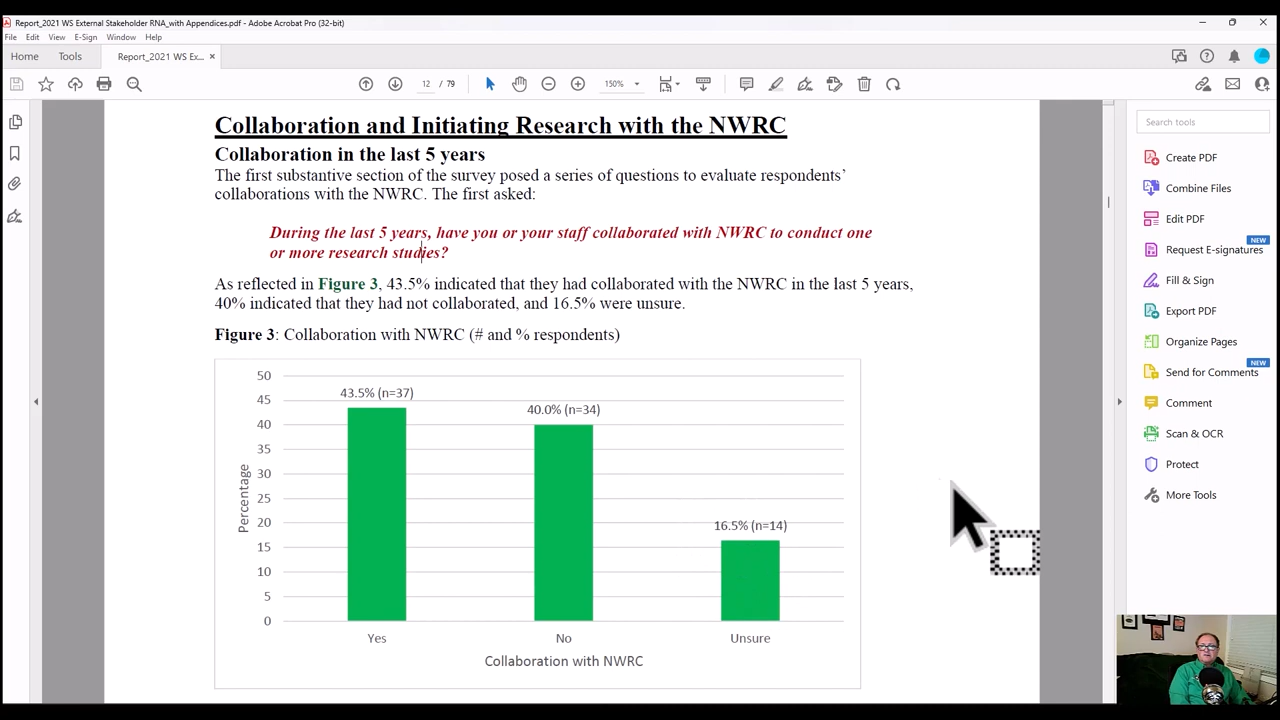 Report_2021 WS External Stakeholder RNA_with Appendices.pdf - Adobe Acrobat Pro (32-bit)
File Edit View E-Sign Window Help
Home Tools Report_2021 WS Ex... ×
12 / 79 150%
Search tools
Create PDF
Combine Files
Edit PDF
NEW
Request E-signatures
Fill & Sign
Export PDF
Organize Pages
NEW
Send for Comments
Comment
Scan & OCR
Protect
More Tools
Collaboration and Initiating Research with the NWRC
Collaboration in the last 5 years
The first substantive section of the survey posed a series of questions to evaluate respondents’
collaborations with the NWRC. The first asked:
During the last 5 years, have you or your staff collaborated with NWRC to conduct one
or more research studies?
As reflected in Figure 3, 43.5% indicated that they had collaborated with the NWRC in the last 5 years,
40% indicated that they had not collaborated, and 16.5% were unsure.
Figure 3: Collaboration with NWRC (# and % respondents)
50
45
40
35
30
25
20
15
10
5
0
Percentage
43.5% (n=37)
40.0% (n=34)
16.5% (n=14)
Yes No Unsure
Collaboration with NWRC